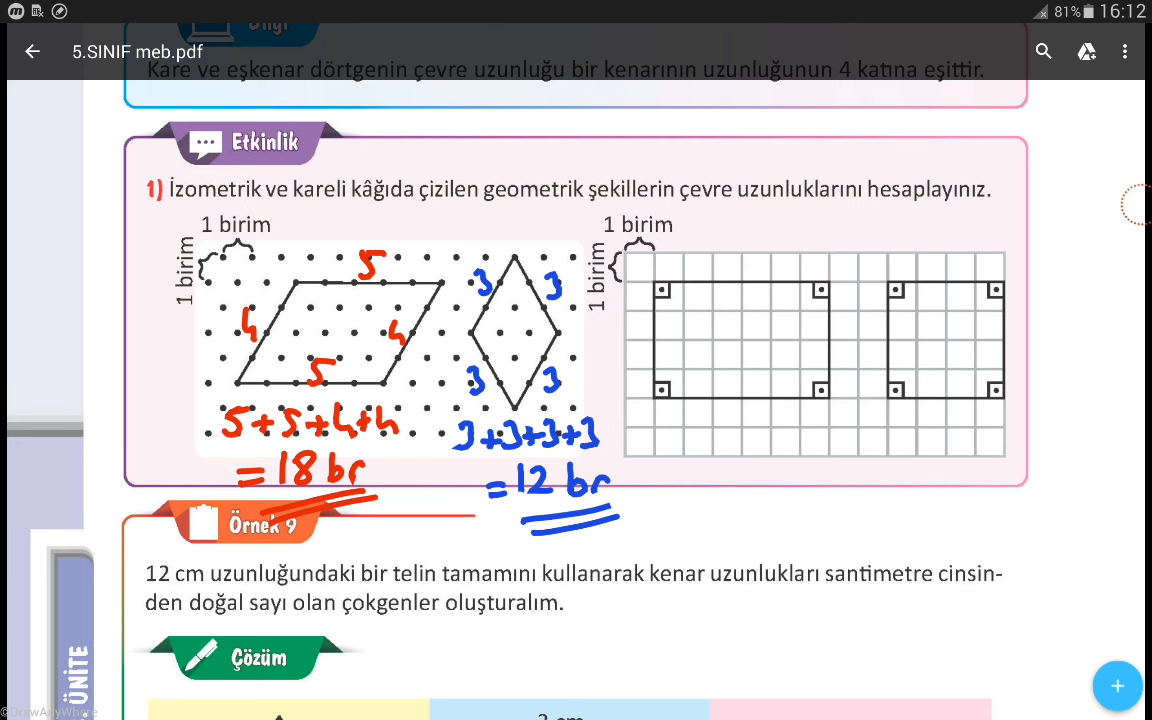 81% 16:12
5.SINIF meb.pdf
Bilgi
Kare ve eşkenar dörtgenin çevre uzunluğu bir kenarının uzunluğunun 4 katına eşittir.
Etkinlik
1) İzometrik ve kareli kâğıda çizilen geometrik şekillerin çevre uzunluklarını hesaplayınız.
1 birim
1 birim
5
4
4
5
5+5+4+4
=18 br
3
3
3
3
3+3+3+3
=12 br
1 birim
1 birim
Örnek 9
12 cm uzunluğundaki bir telin tamamını kullanarak kenar uzunlukları santimetre cinsin-
den doğal sayı olan çokgenler oluşturalım.
Çözüm
ÜNİTE
©DrawAnyWhere